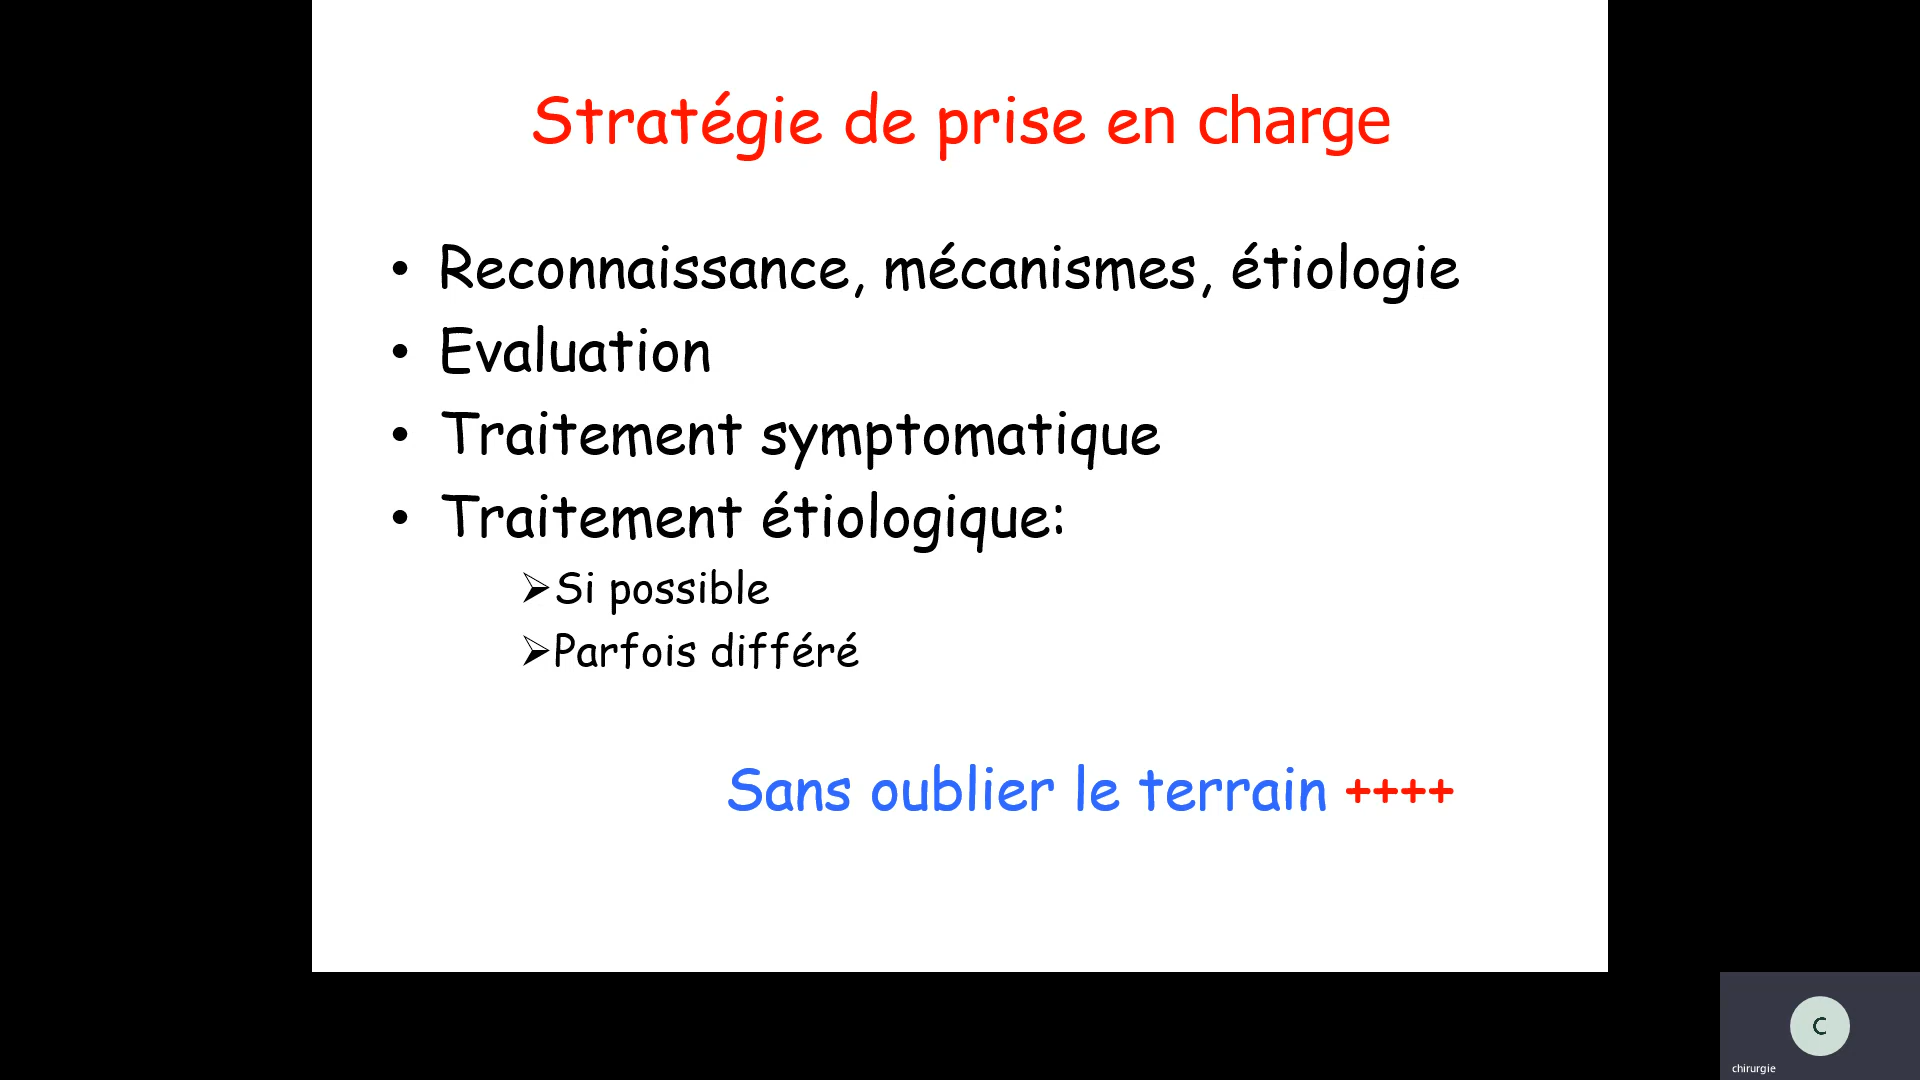 Stratégie de prise en charge
• Reconnaissance, mécanismes, étiologie
• Evaluation
• Traitement symptomatique
• Traitement étiologique:
➢Si possible
➢Parfois différé
Sans oublier le terrain ++++
C
chirurgie